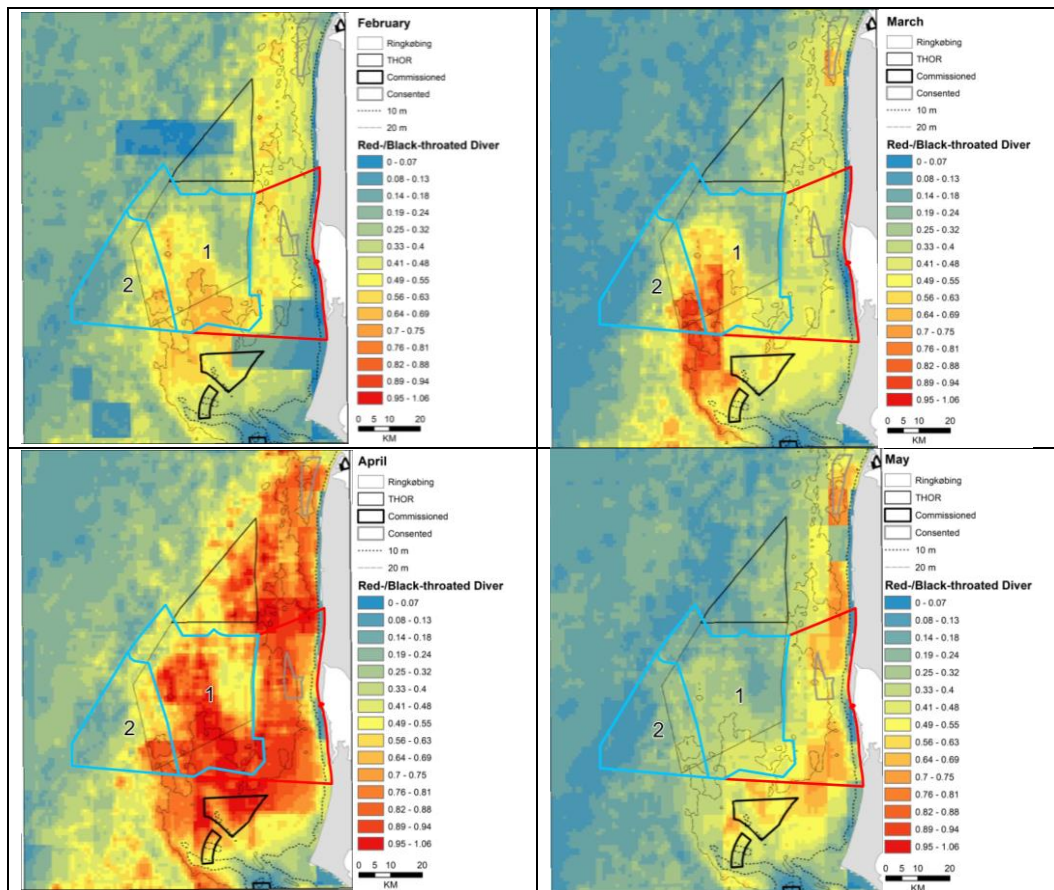 February
Ringkøbing
THOR
Commissioned
Consented
10 m
20 m
Red-/Black-throated Diver
0 - 0.07
0.08 - 0.13
0.14 - 0.18
0.19 - 0.24
0.25 - 0.32
0.33 - 0.4
0.41 - 0.48
0.49 - 0.55
0.56 - 0.63
0.64 - 0.69
0.7 - 0.75
0.76 - 0.81
0.82 - 0.88
0.89 - 0.94
0.95 - 1.06
0 5 10 20
KM
1
2
March
Ringkøbing
THOR
Commissioned
Consented
10 m
20 m
Red-/Black-throated Diver
0 - 0.07
0.08 - 0.13
0.14 - 0.18
0.19 - 0.24
0.25 - 0.32
0.33 - 0.4
0.41 - 0.48
0.49 - 0.55
0.56 - 0.63
0.64 - 0.69
0.7 - 0.75
0.76 - 0.81
0.82 - 0.88
0.89 - 0.94
0.95 - 1.06
0 5 10 20
KM
1
2
April
Ringkøbing
THOR
Commissioned
Consented
10 m
20 m
Red-/Black-throated Diver
0 - 0.07
0.08 - 0.13
0.14 - 0.18
0.19 - 0.24
0.25 - 0.32
0.33 - 0.4
0.41 - 0.48
0.49 - 0.55
0.56 - 0.63
0.64 - 0.69
0.7 - 0.75
0.76 - 0.81
0.82 - 0.88
0.89 - 0.94
0.95 - 1.06
0 5 10 20
KM
1
2
May
Ringkøbing
THOR
Commissioned
Consented
10 m
20 m
Red-/Black-throated Diver
0 - 0.07
0.08 - 0.13
0.14 - 0.18
0.19 - 0.24
0.25 - 0.32
0.33 - 0.4
0.41 - 0.48
0.49 - 0.55
0.56 - 0.63
0.64 - 0.69
0.7 - 0.75
0.76 - 0.81
0.82 - 0.88
0.89 - 0.94
0.95 - 1.06
0 5 10 20
KM
1
2